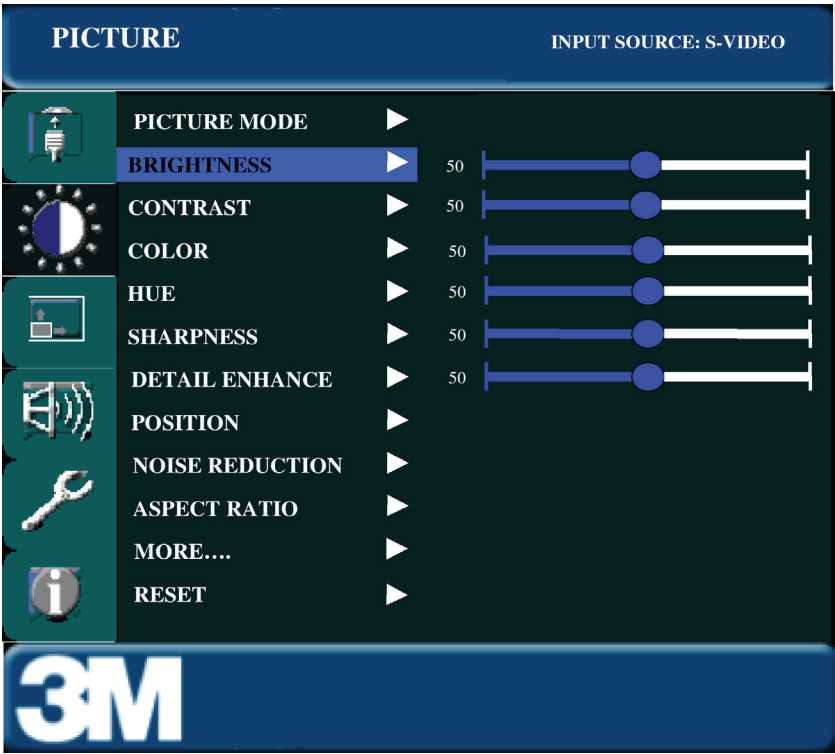 PICTURE
INPUT SOURCE: S-VIDEO
PICTURE MODE
BRIGHTNESS 50
CONTRAST 50
COLOR 50
HUE 50
SHARPNESS 50
DETAIL ENHANCE 50
POSITION
NOISE REDUCTION
ASPECT RATIO
MORE....
RESET
i
3M